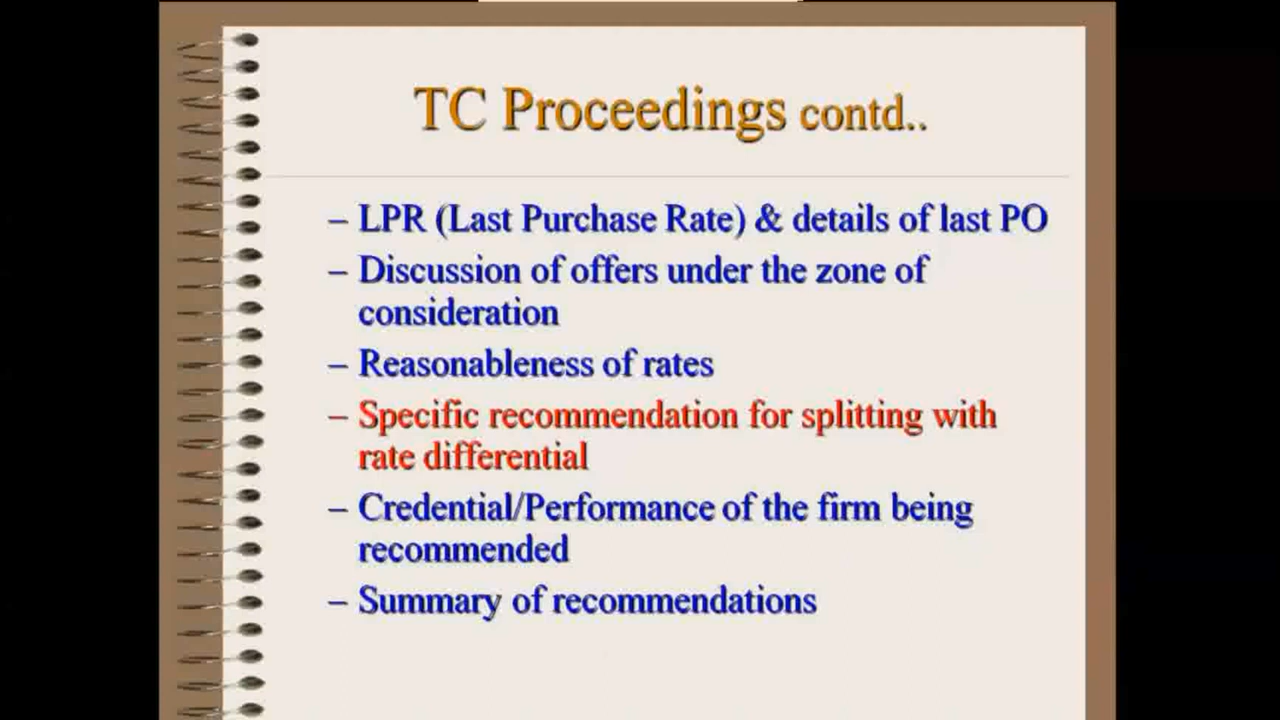 TC Proceedings contd..
– LPR (Last Purchase Rate) & details of last PO
– Discussion of offers under the zone of
consideration
– Reasonableness of rates
– Specific recommendation for splitting with
rate differential
– Credential/Performance of the firm being
recommended
– Summary of recommendations